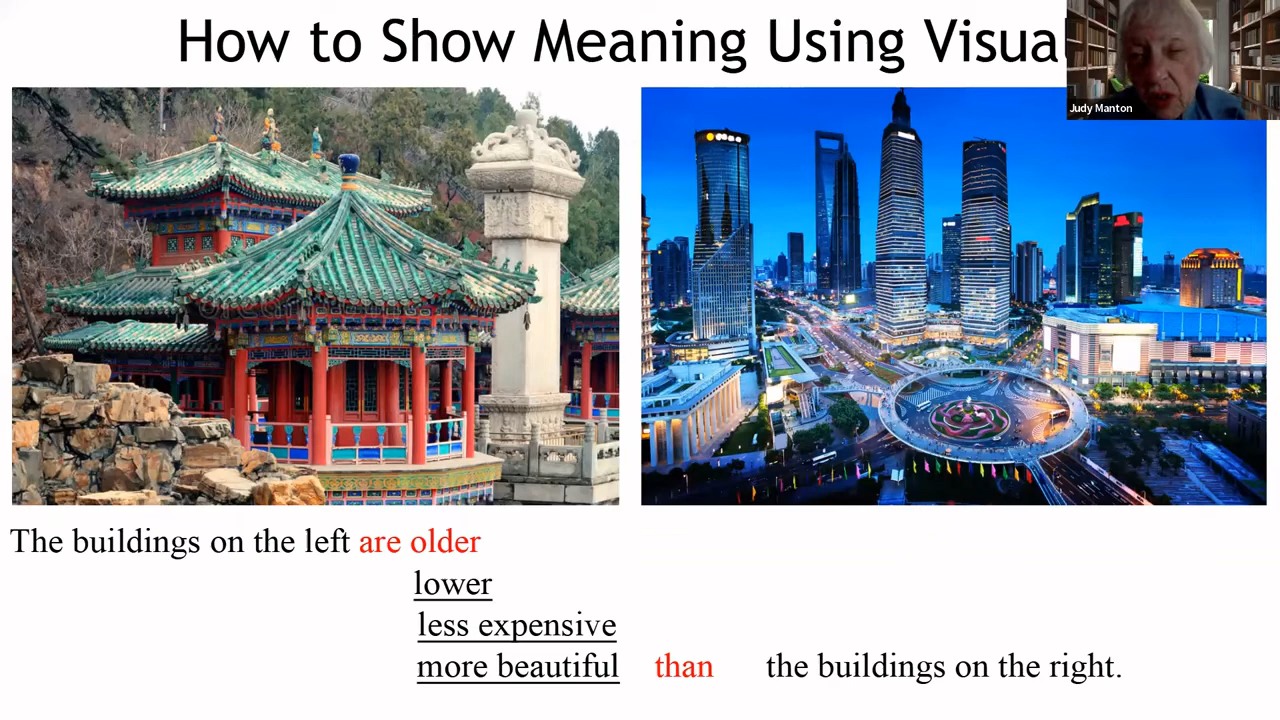 How to Show Meaning Using Visua
Judy Manton
The buildings on the left are older
lower
less expensive
more beautiful than the buildings on the right.